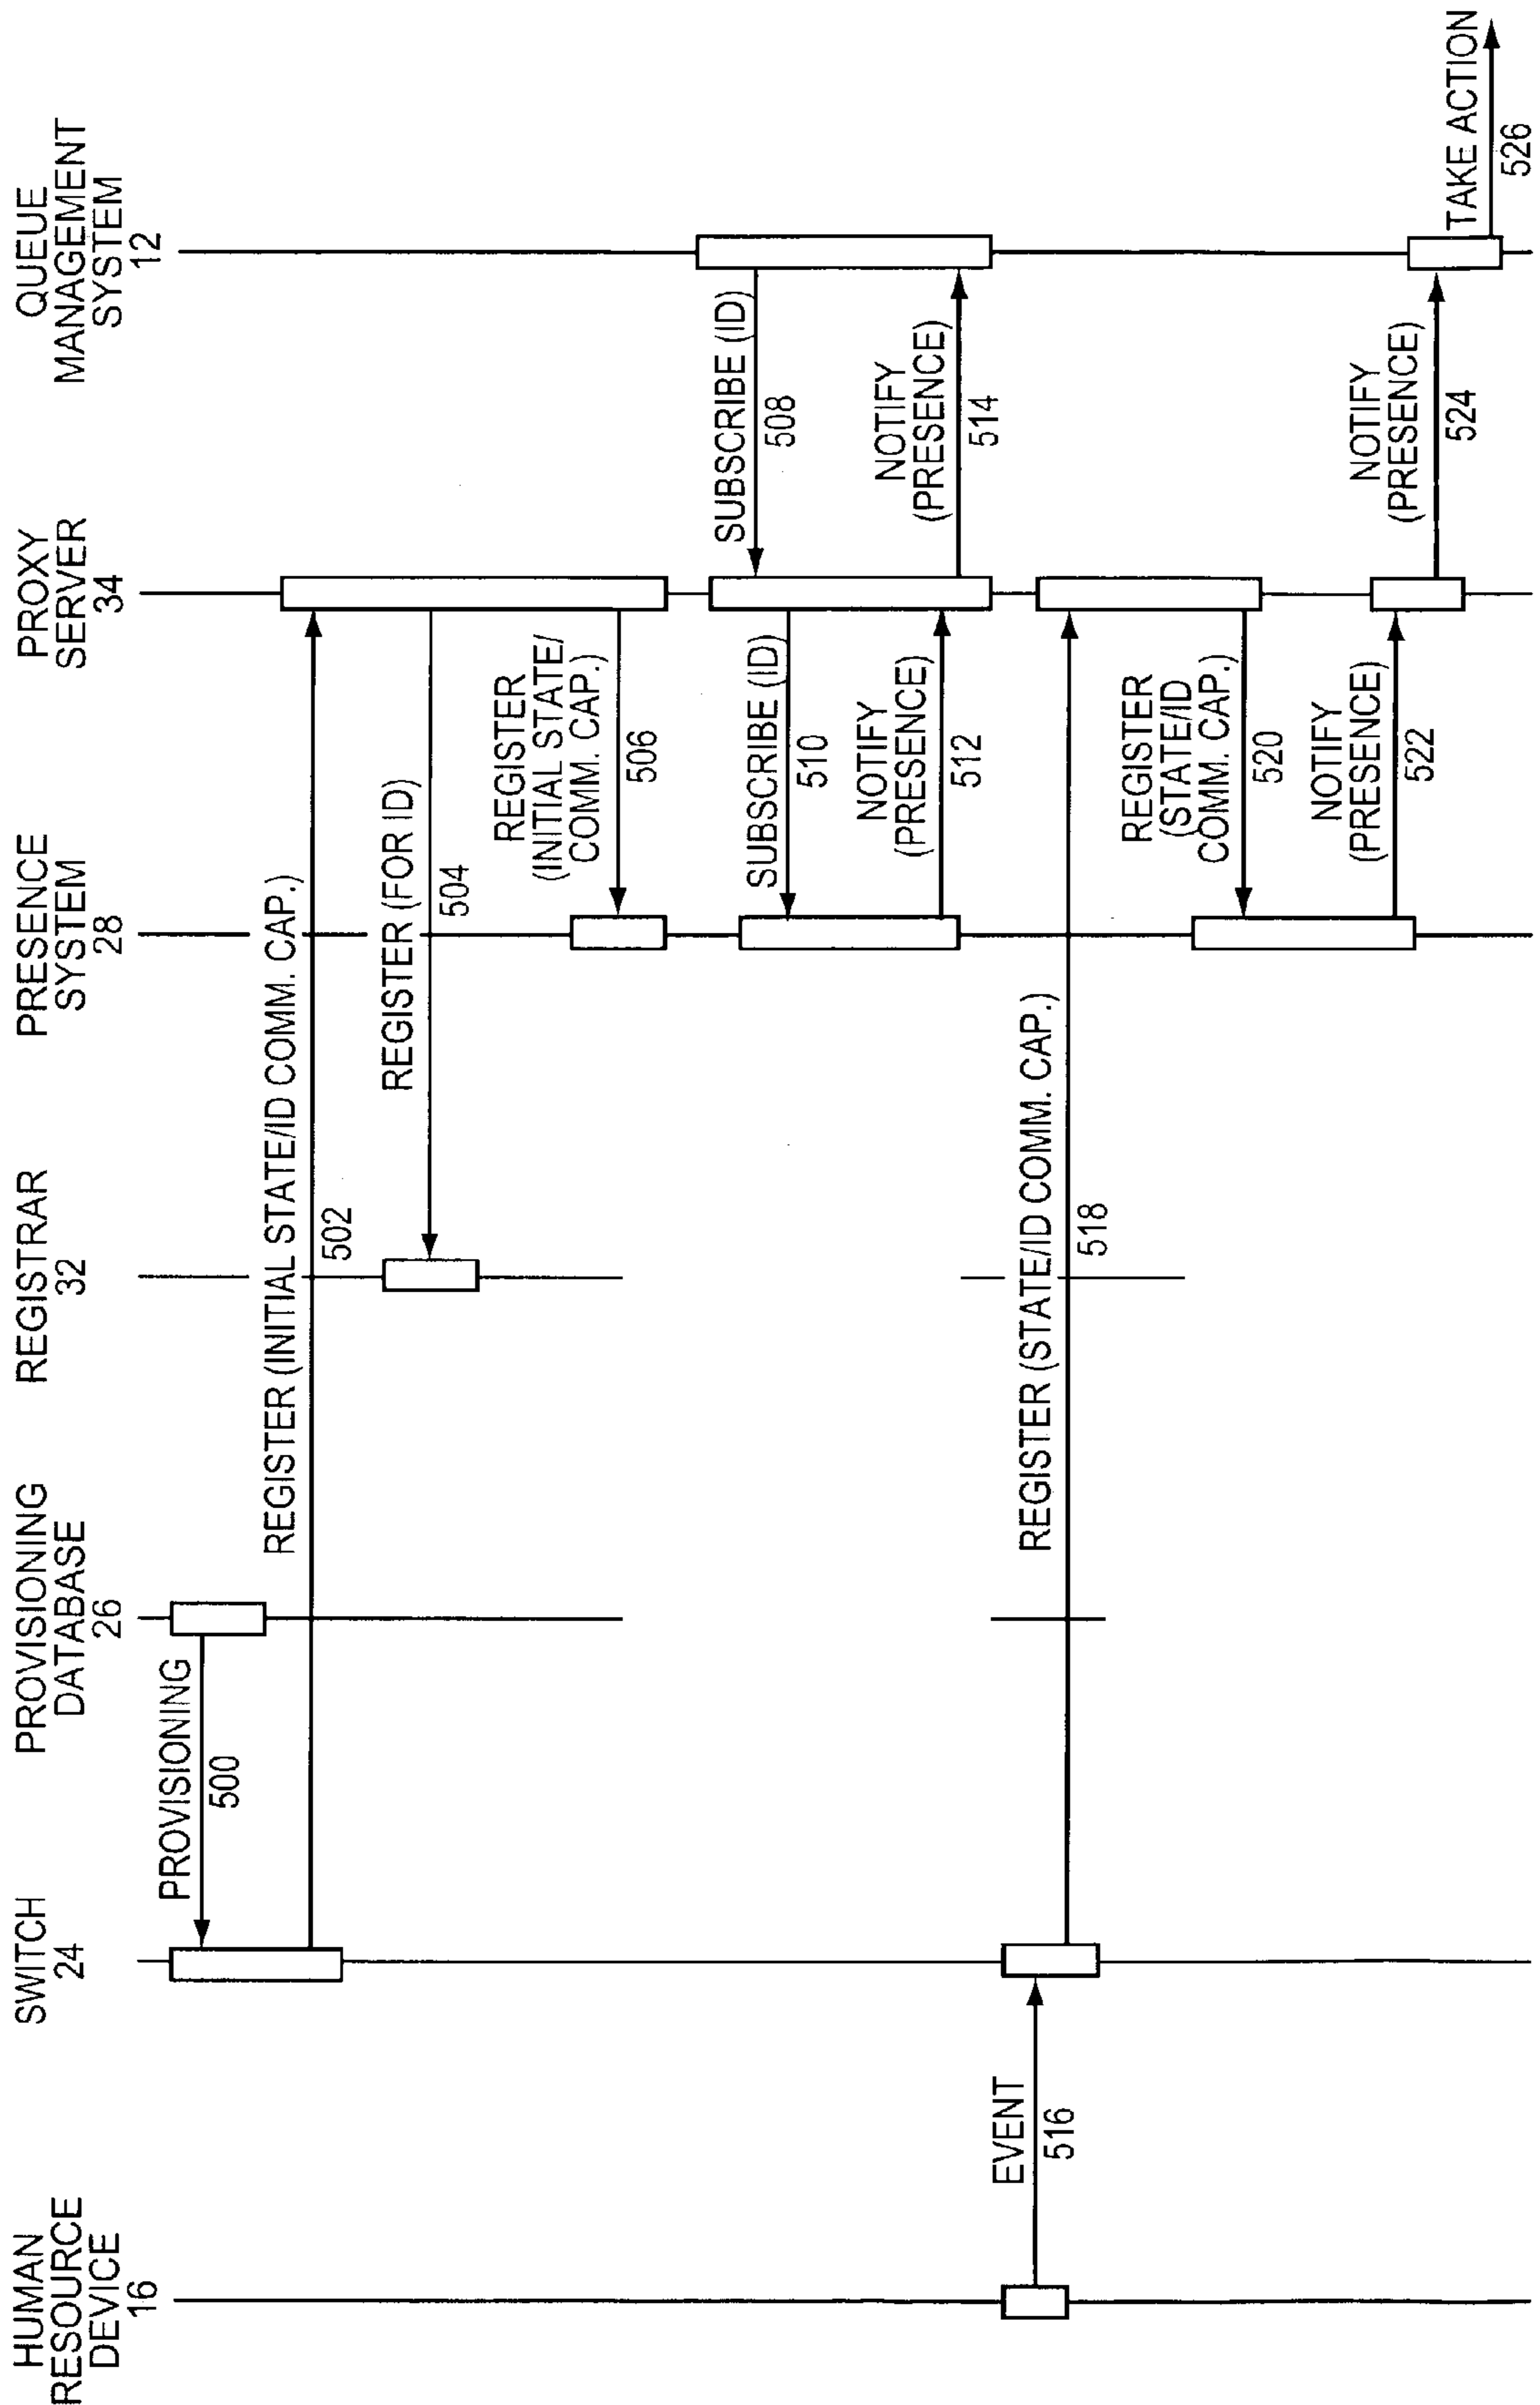 HUMAN
RESOURCE
DEVICE
16
SWITCH
24
PROVISIONING
DATABASE
26
REGISTRAR
32
PRESENCE
SYSTEM
28
PROXY
SERVER
34
QUEUE
MANAGEMENT
SYSTEM
12
PROVISIONING
500
REGISTER (INITIAL STATE/ID COMM. CAP.)
502
REGISTER (FOR ID)
504
REGISTER
(INITIAL STATE/
COMM. CAP.)
506
SUBSCRIBE (ID)
508
SUBSCRIBE (ID)
510
NOTIFY
(PRESENCE)
512
NOTIFY
(PRESENCE)
514
EVENT
516
REGISTER (STATE/ID COMM. CAP.)
518
REGISTER
(STATE/ID
COMM. CAP.)
520
NOTIFY
(PRESENCE)
522
NOTIFY
(PRESENCE)
524
TAKE ACTION
526